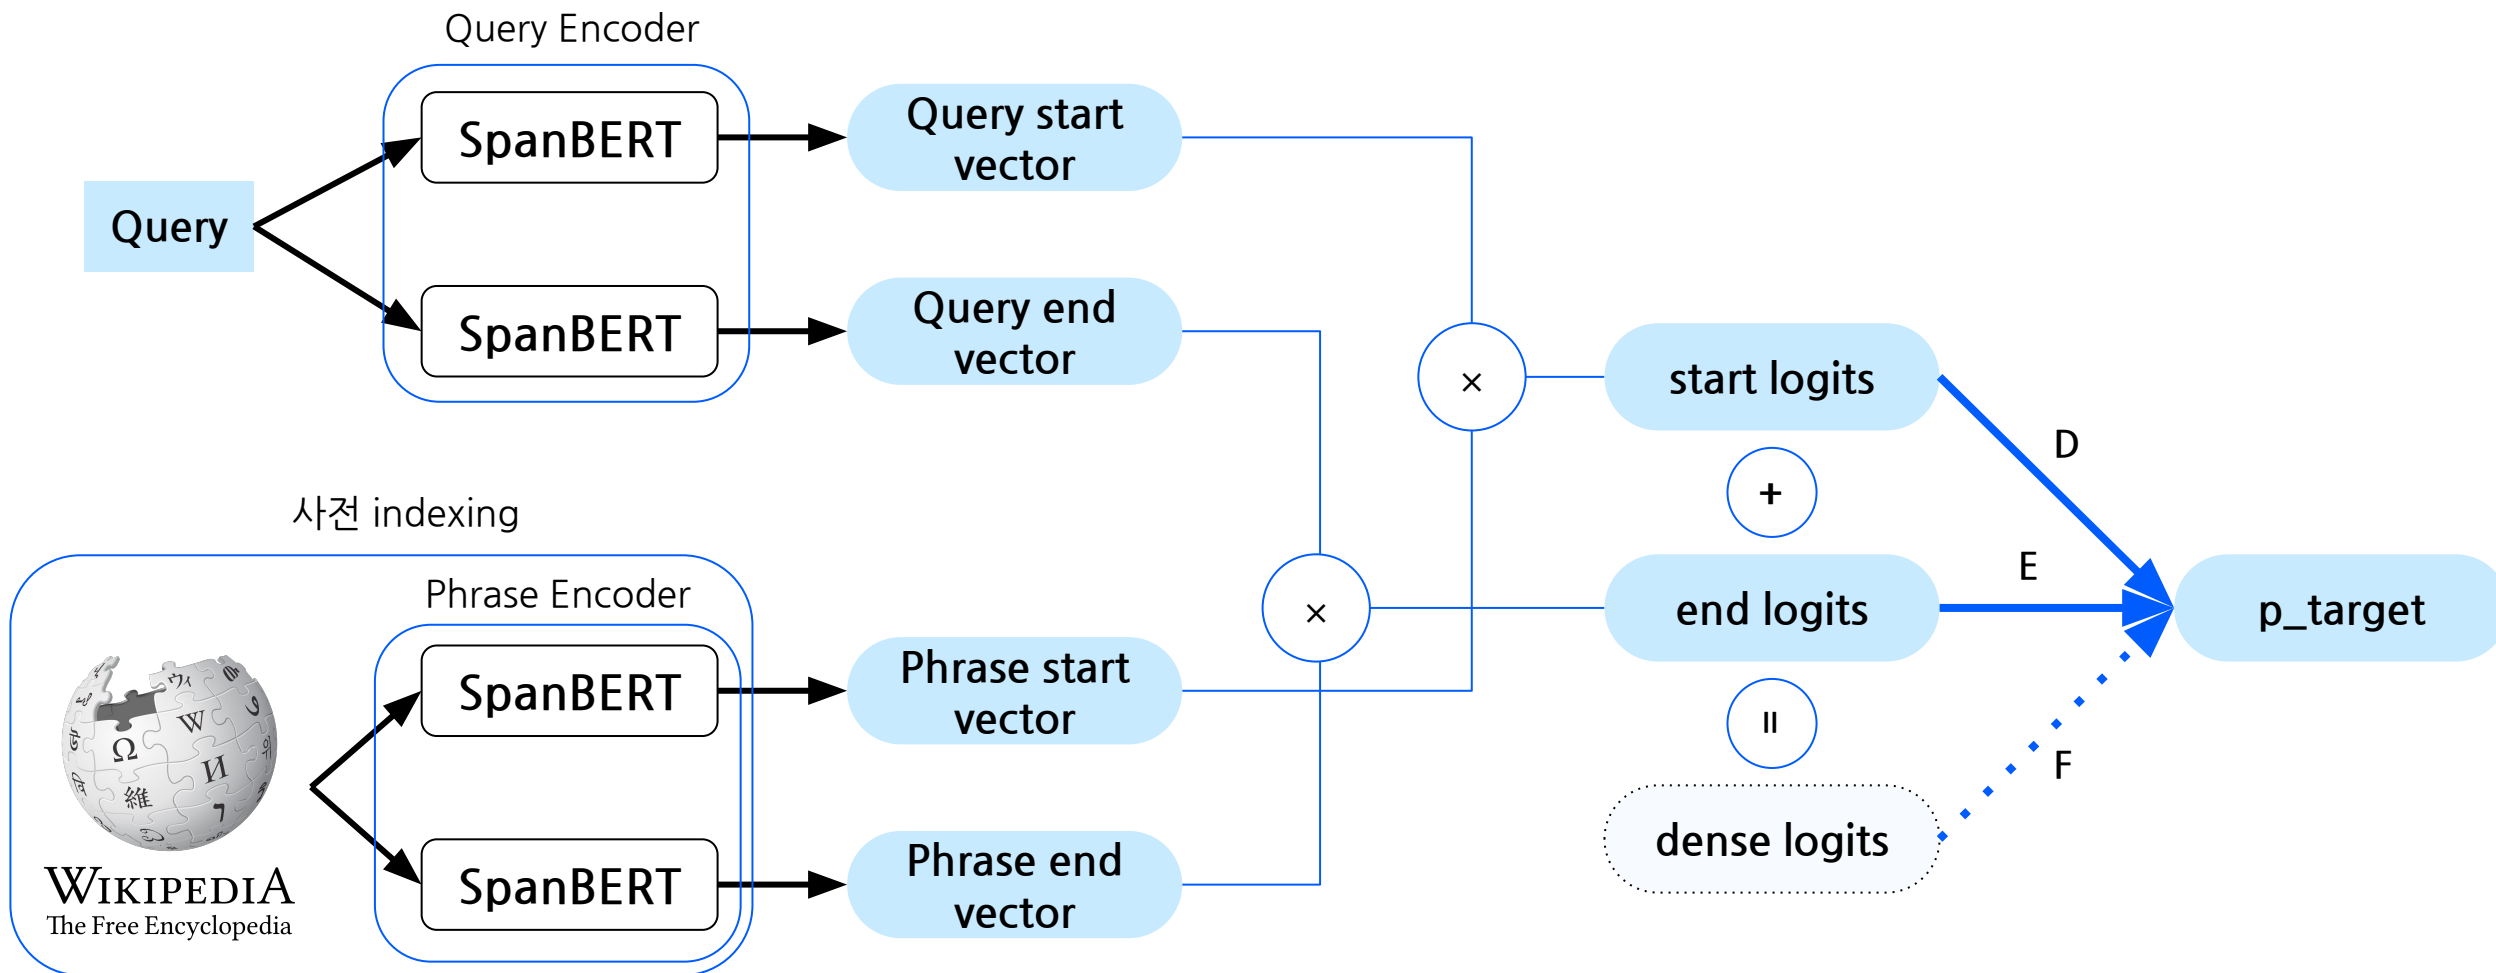 Query Encoder
SpanBERT
Query start
vector
Query
SpanBERT
Query end
vector
×
start logits
D
+
사전 indexing
Phrase Encoder
×
end logits
E
p_target
SpanBERT
Phrase start
vector
=
F
dense logits
SpanBERT
Phrase end
vector
WIKIPEDIA
The Free Encyclopedia